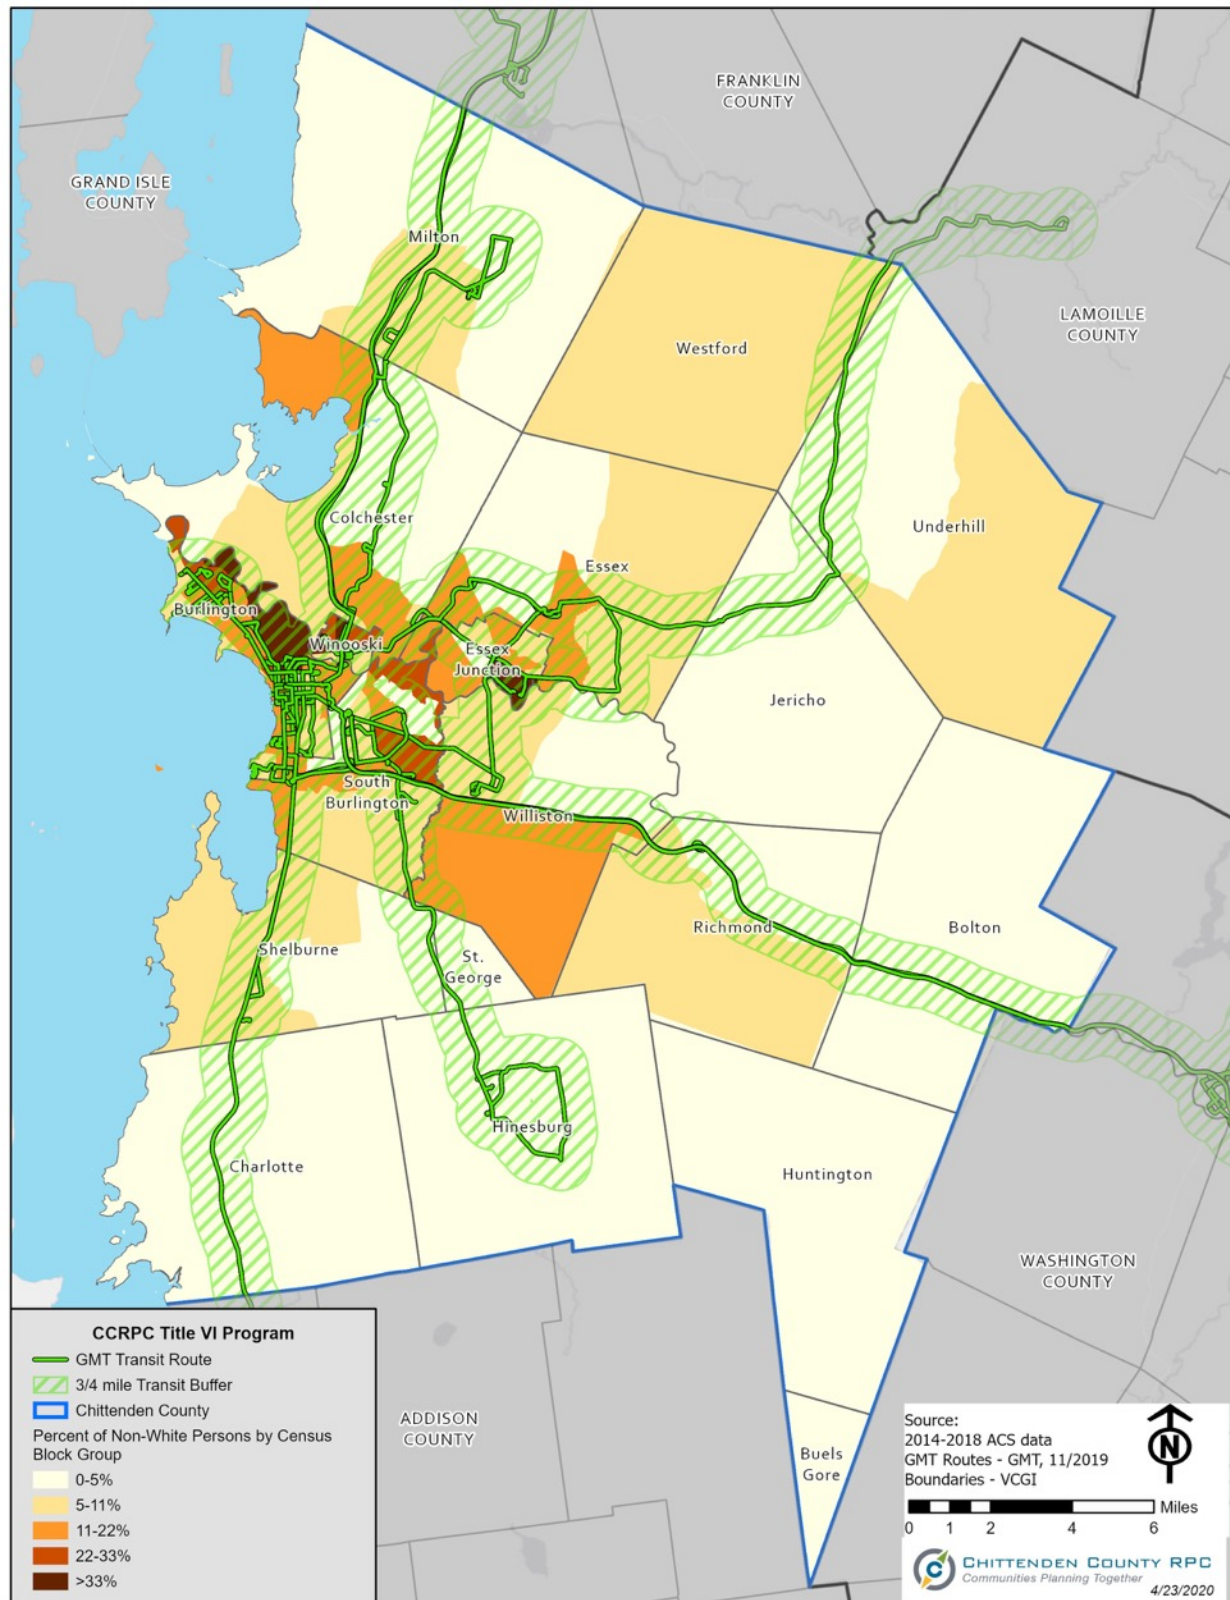 FRANKLIN
COUNTY
GRAND ISLE
COUNTY
Milton
LAMOILLE
COUNTY
Westford
Colchester
Underhill
Essex
Burlington
Winooski
Essex
Junction
Jericho
South
Burlington
Williston
Richmond
Bolton
Shelburne
St.
George
Hinesburg
Charlotte
Huntington
WASHINGTON
COUNTY
ADDISON
COUNTY
Buels
Gore
CCRPC Title VI Program
GMT Transit Route
3/4 mile Transit Buffer
Chittenden County
Percent of Non-White Persons by Census
Block Group
0-5%
5-11%
11-22%
22-33%
>33%
Source:
2014-2018 ACS data
GMT Routes - GMT, 11/2019
Boundaries - VCGI
N
Miles
0 1 2 4 6
CHITTENDEN COUNTY RPC
Communities Planning Together
4/23/2020